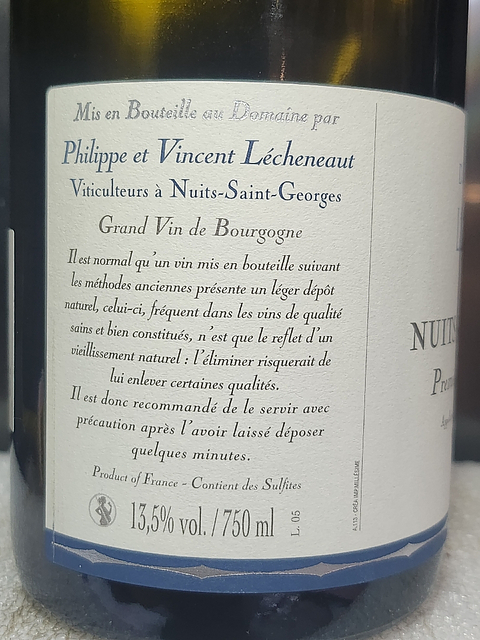 Mis en Bouteille au Domaine par
Philippe et Vincent Lécheneaut
Viticulteurs à Nuits-Saint-Georges
Grand Vin de Bourgogne
Il est normal qu'un vin mis en bouteille suivant
les méthodes anciennes présente un léger dépôt
naturel, celui-ci, fréquent dans les vins de qualité
sains et bien constitués, n'est que le reflet d'un
vieillissement naturel : l'éliminer risquerait de
lui enlever certaines qualités.
Il est donc recommandé de le servir avec
précaution après l'avoir laissé déposer
quelques minutes.
Product of France - Contient des Sulfites
13,5% vol. / 750 ml
L. 05
NUITS